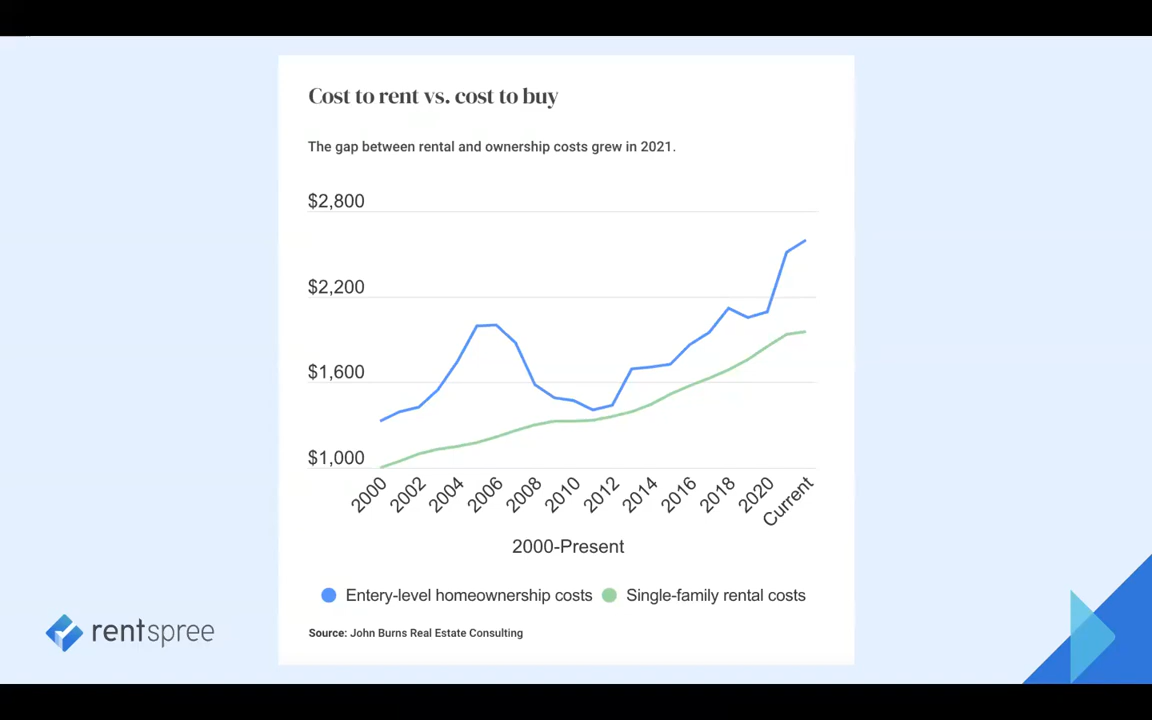 Cost to rent vs. cost to buy
The gap between rental and ownership costs grew in 2021.
$2,800
$2,200
$1,600
$1,000
2000
2002
2004
2006
2008
2010
2012
2014
2016
2018
2020
Current
2000-Present
Entery-level homeownership costs
Single-family rental costs
Source: John Burns Real Estate Consulting
rentspree